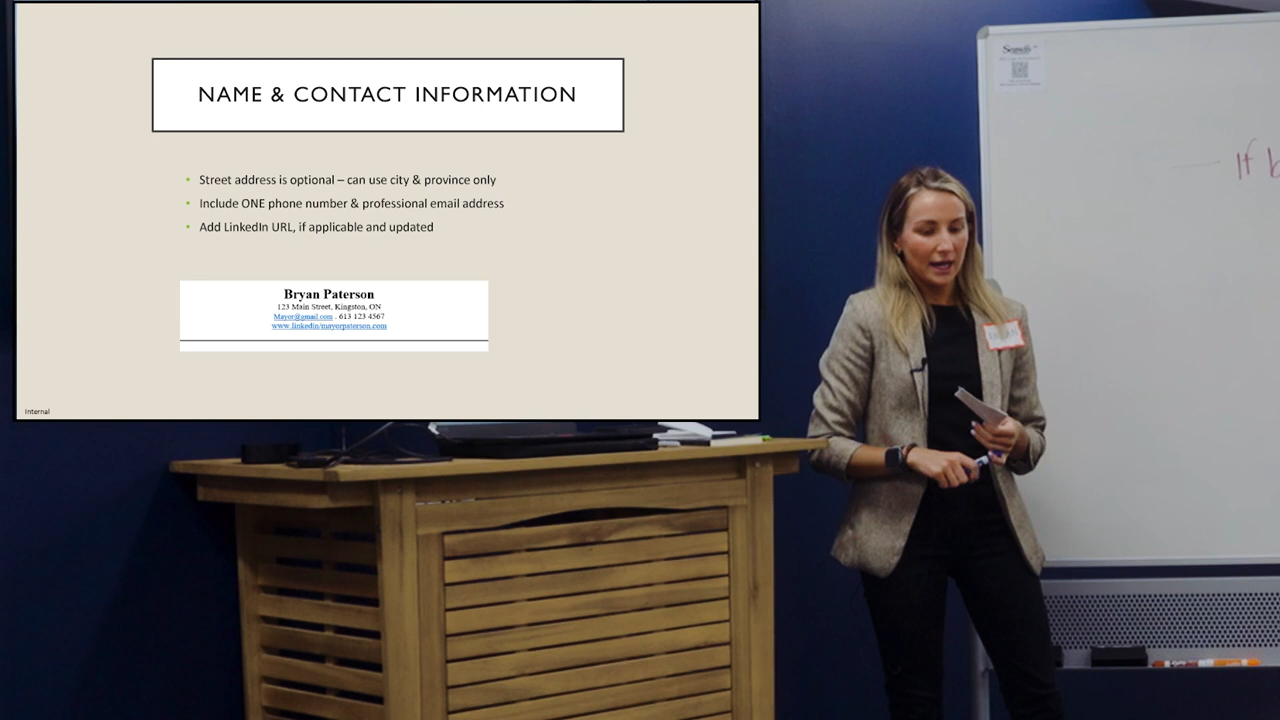 NAME & CONTACT INFORMATION
• Street address is optional – can use city & province only
• Include ONE phone number & professional email address
• Add LinkedIn URL, if applicable and updated
Bryan Paterson
123 Main Street, Kingston, ON
Mayor@gmail.com . 613 123 4567
www.linkedin/mayorpaterson.com
Internal
If